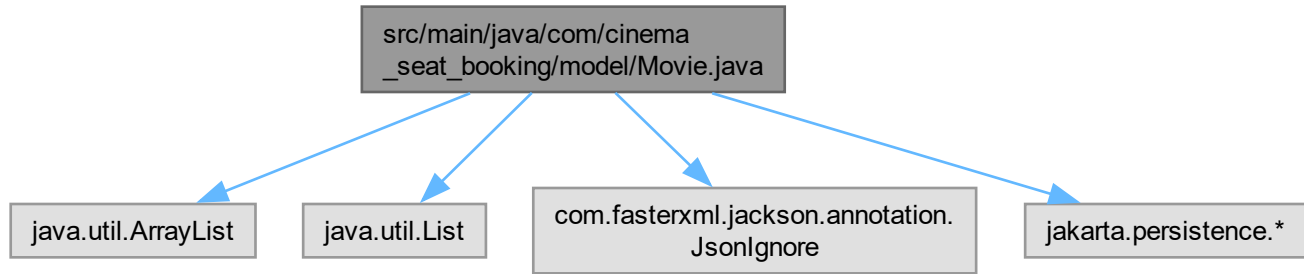 src/main/java/com/cinema
_seat_booking/model/Movie.java
java.util.ArrayList
java.util.List
com.fasterxml.jackson.annotation.
JsonIgnore
jakarta.persistence.*